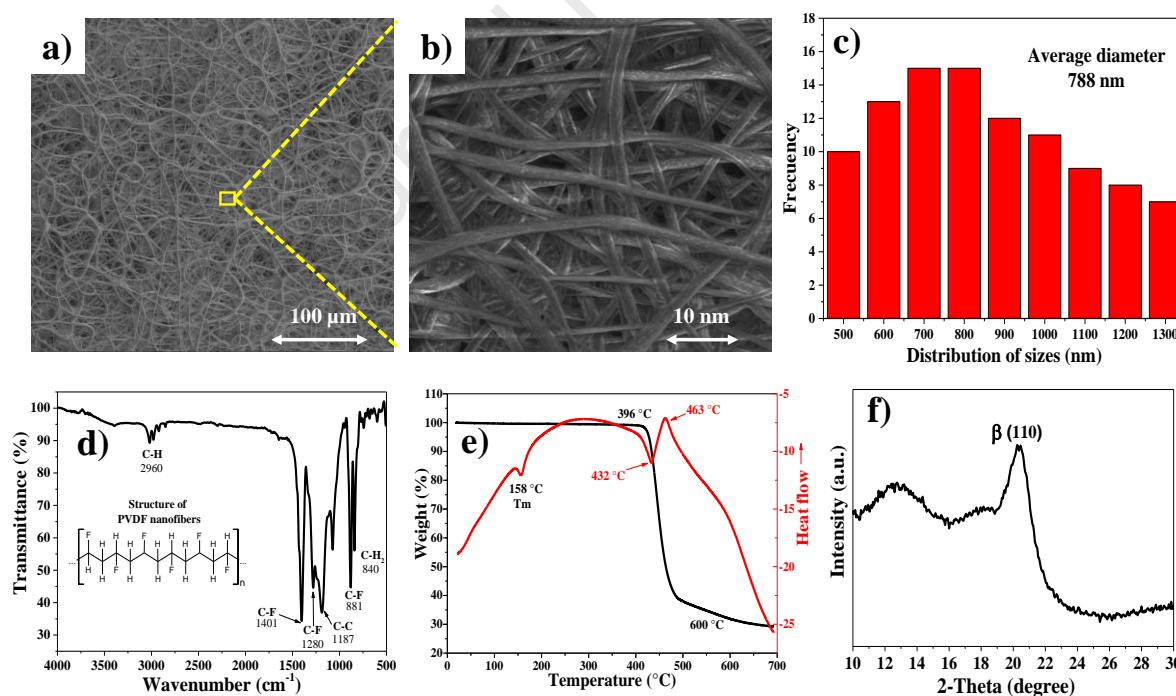 a)
100 µm
b)
10 nm
c)
Average diameter
788 nm
18
16
14
12
10
8
6
4
2
0
Frecuency
500 600 700 800 900 1000 1100 1200 1300
Distribution of sizes (nm)
d)
100
90
80
70
60
50
40
30
Transmittance (%)
C-H
2960
Structure of
PVDF nanofibers
F H H F H F H H
H H F H H H F H
n
C-F
1401
C-F
1280
C-C
1187
C-F
881
C-H2
840
4000 3500 3000 2500 2000 1500 1000 500
Wavenumber (cm-1)
e)
110
100
90
80
70
60
50
40
30
20
Weight (%)
158 °C
Tm
396 °C
432 °C
463 °C
600 °C
-5
-10
-15
-20
-25
Heat flow
0 100 200 300 400 500 600 700
Temperature (°C)
f)
β (110)
Intensity (a.u.)
10 12 14 16 18 20 22 24 26 28 30
2-Theta (degree)